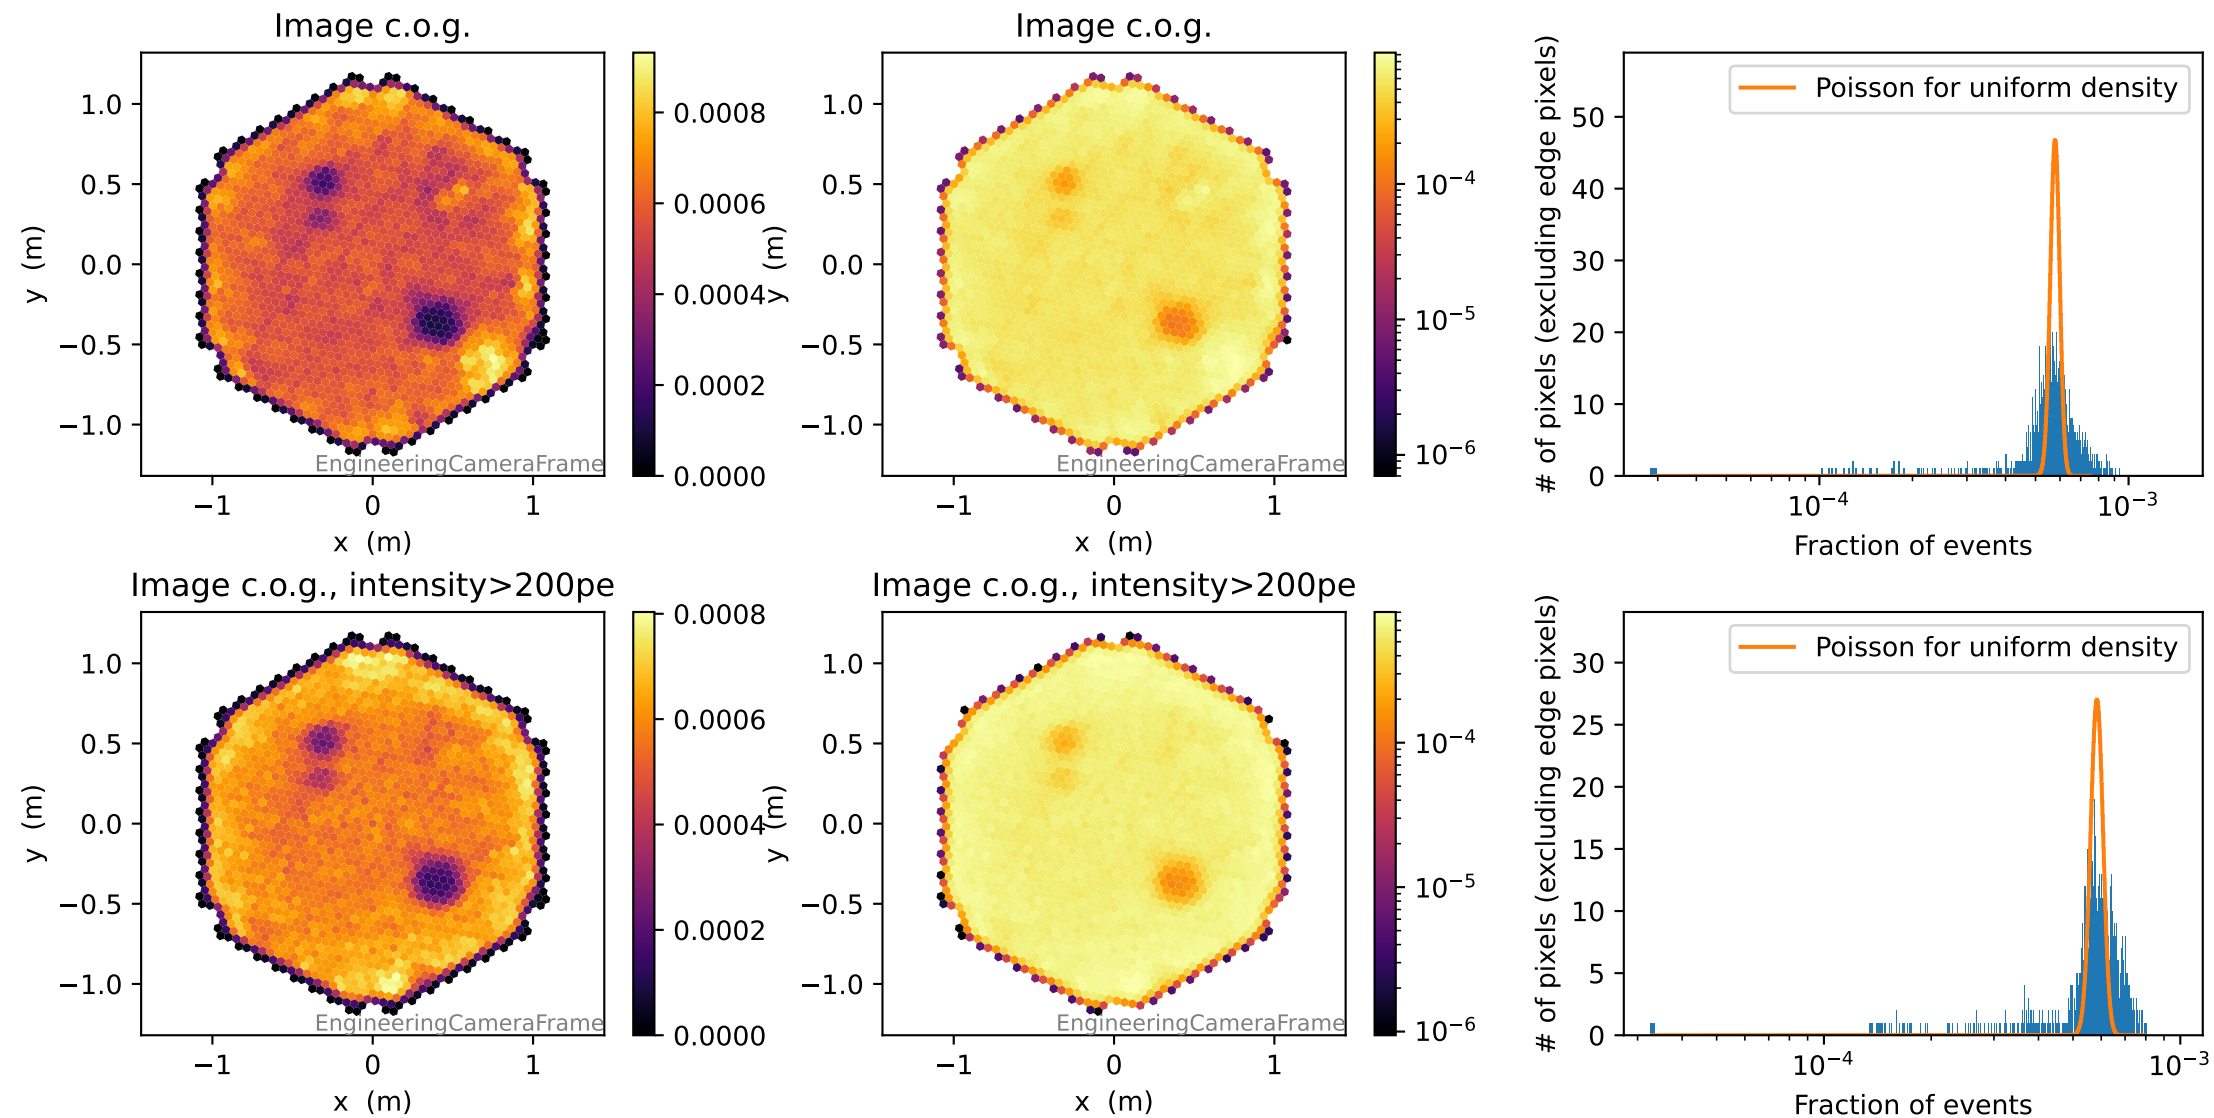 Image c.o.g.
1.0
0.5
0.0
−0.5
−1.0
y (m)
−1 0 1
x (m)
EngineeringCameraFrame
0.0008
0.0006
0.0004
0.0002
0.0000
Image c.o.g.
1.0
0.5
0.0
−0.5
−1.0
y (m)
−1 0 1
x (m)
EngineeringCameraFrame
10⁻⁴
10⁻⁵
10⁻⁶
Poisson for uniform density
# of pixels (excluding edge pixels)
50
40
30
20
10
0
10⁻⁴ 10⁻³
Fraction of events
Image c.o.g., intensity>200pe
1.0
0.5
0.0
−0.5
−1.0
y (m)
−1 0 1
x (m)
EngineeringCameraFrame
0.0008
0.0006
0.0004
0.0002
0.0000
Image c.o.g., intensity>200pe
1.0
0.5
0.0
−0.5
−1.0
y (m)
−1 0 1
x (m)
EngineeringCameraFrame
10⁻⁴
10⁻⁵
10⁻⁶
Poisson for uniform density
# of pixels (excluding edge pixels)
30
25
20
15
10
5
0
10⁻⁴ 10⁻³
Fraction of events